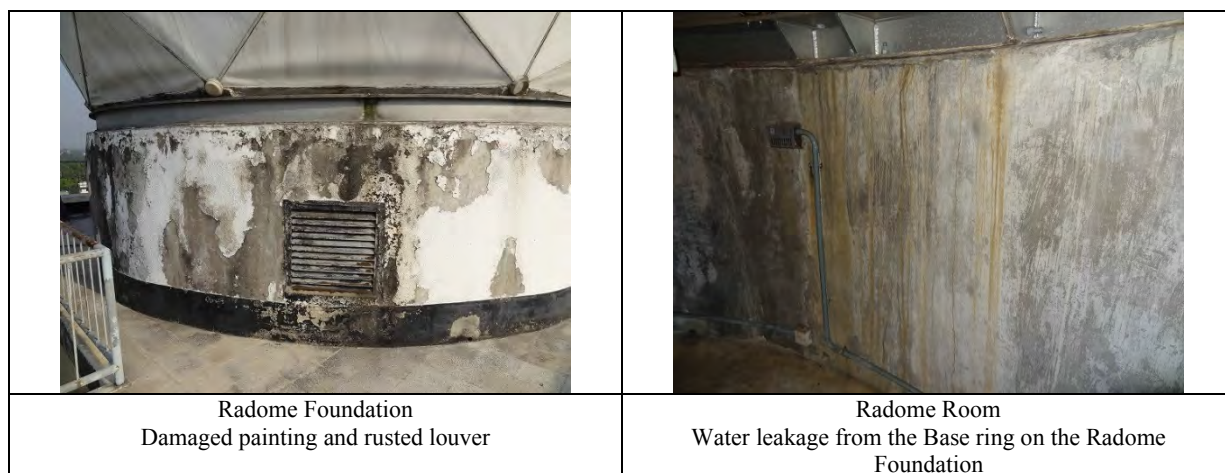 Radome Foundation
Damaged painting and rusted louver
Radome Room
Water leakage from the Base ring on the Radome
Foundation